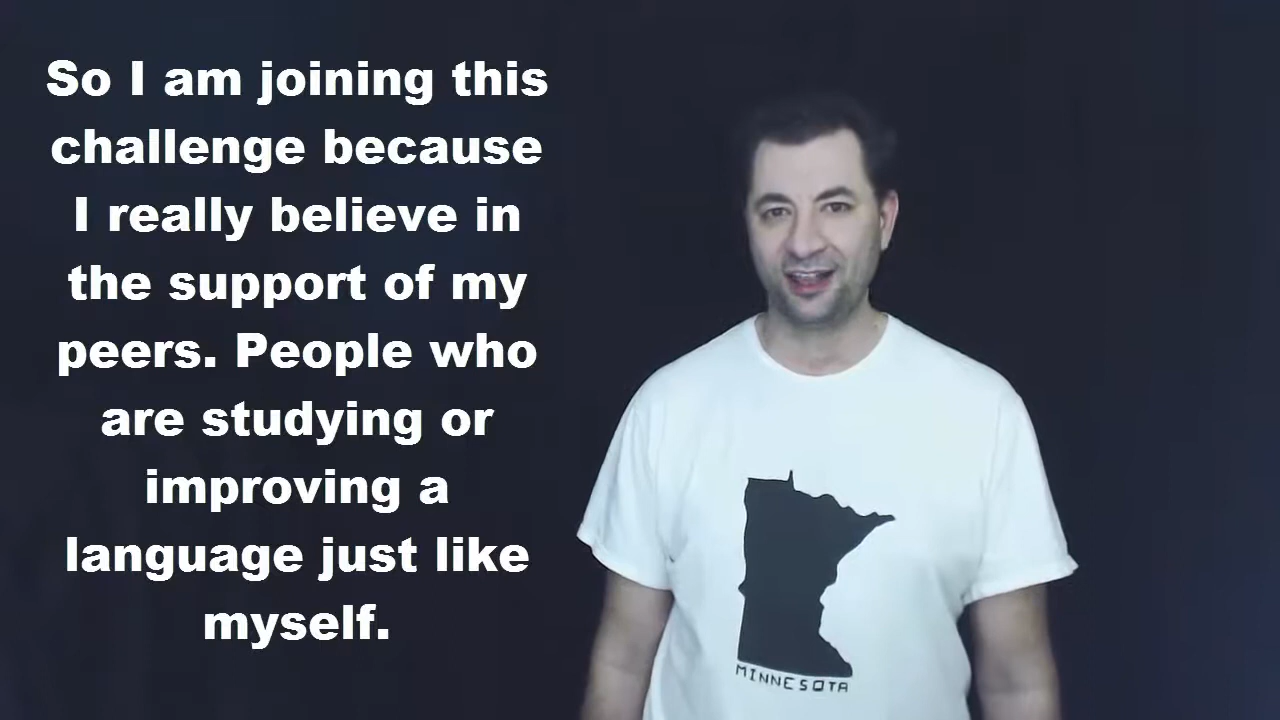 So I am joining this
challenge because
I really believe in
the support of my
peers. People who
are studying or
improving a
language just like
myself.
MINNESOTA